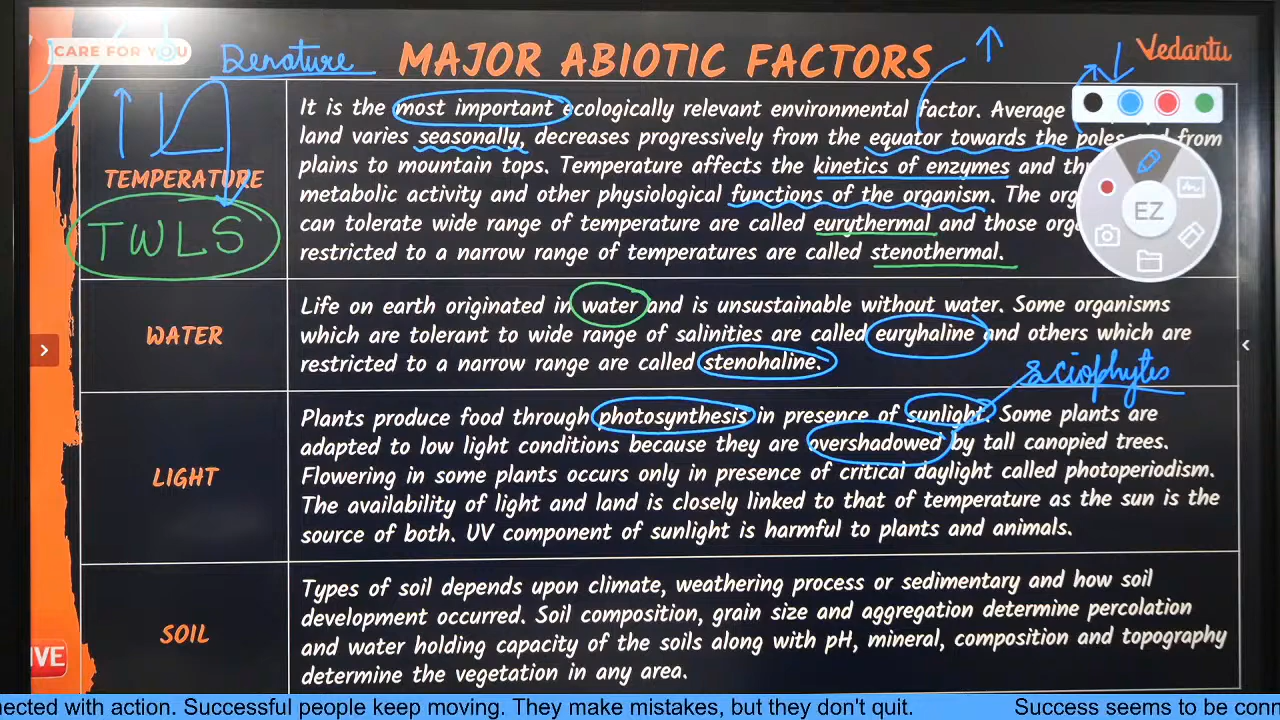 CARE FOR YOU
Denature
MAJOR ABIOTIC FACTORS
Vedantu
It is the most important ecologically relevant environmental factor. Average
land varies seasonally, decreases progressively from the equator towards the poles and from
plains to mountain tops. Temperature affects the kinetics of enzymes and
metabolic activity and other physiological functions of the organism. The
can tolerate wide range of temperature are called eurythermal and those
restricted to a narrow range of temperatures are called stenothermal.
TEMPERATURE
TWLS
EZ
WATER
Life on earth originated in water and is unsustainable without water. Some organisms
which are tolerant to wide range of salinities are called euryhaline and others which are
restricted to a narrow range are called stenohaline.
sciophytes
LIGHT
Plants produce food through photosynthesis in presence of sunlight. Some plants are
adapted to low light conditions because they are overshadowed by tall canopied trees.
Flowering in some plants occurs only in presence of critical daylight called photoperiodism.
The availability of light and land is closely linked to that of temperature as the sun is the
source of both. UV component of sunlight is harmful to plants and animals.
SOIL
Types of soil depends upon climate, weathering process or sedimentary and how soil
development occurred. Soil composition, grain size and aggregation determine percolation
and water holding capacity of the soils along with pH, mineral, composition and topography
determine the vegetation in any area.
IVE
nected with action. Successful people keep moving. They make mistakes, but they don't quit. Success seems to be conn